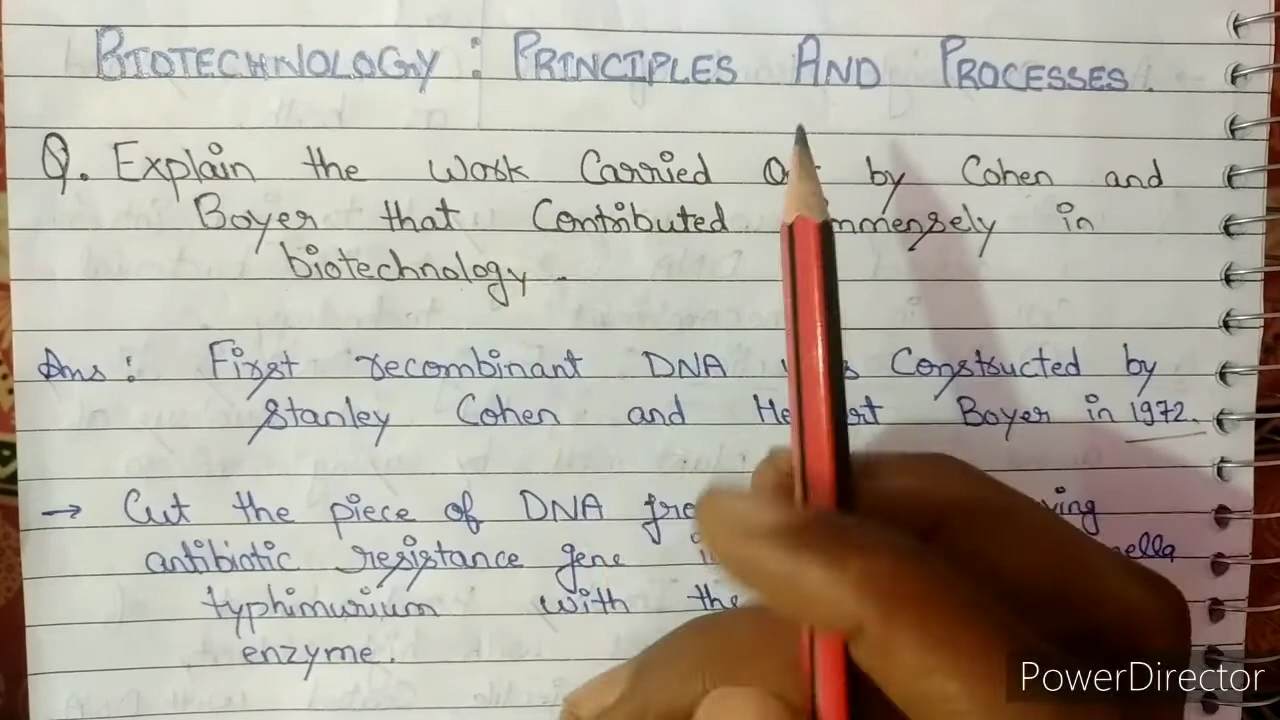 BIOTECHNOLOGY : PRINCIPLES AND PROCESSES.
Q. Explain the work carried by Cohen and
Boyer that contributed immensely in
biotechnology.
Ans : First recombinant DNA constructed by
Stanley Cohen and Boyer in 1972.
→ Cut the piece of DNA
antibiotic resistance gene
typhimurium with the
enzyme.
PowerDirector